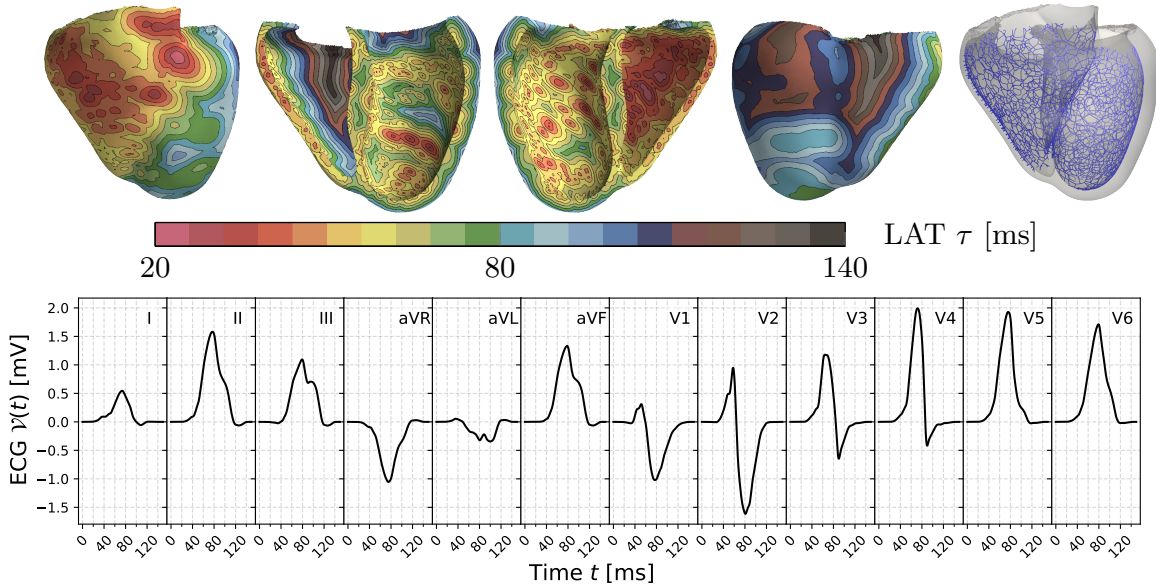 LAT τ [ms]
20 80 140
I II III aVR aVL aVF V1 V2 V3 V4 V5 V6
2.0
1.5
1.0
0.5
0.0
−0.5
−1.0
−1.5
ECG 𝒱(t) [mV]
0 40 80 120 0 40 80 120 0 40 80 120 0 40 80 120 0 40 80 120 0 40 80 120 0 40 80 120 0 40 80 120 0 40 80 120 0 40 80 120 0 40 80 120 0 40 80 120
Time t [ms]